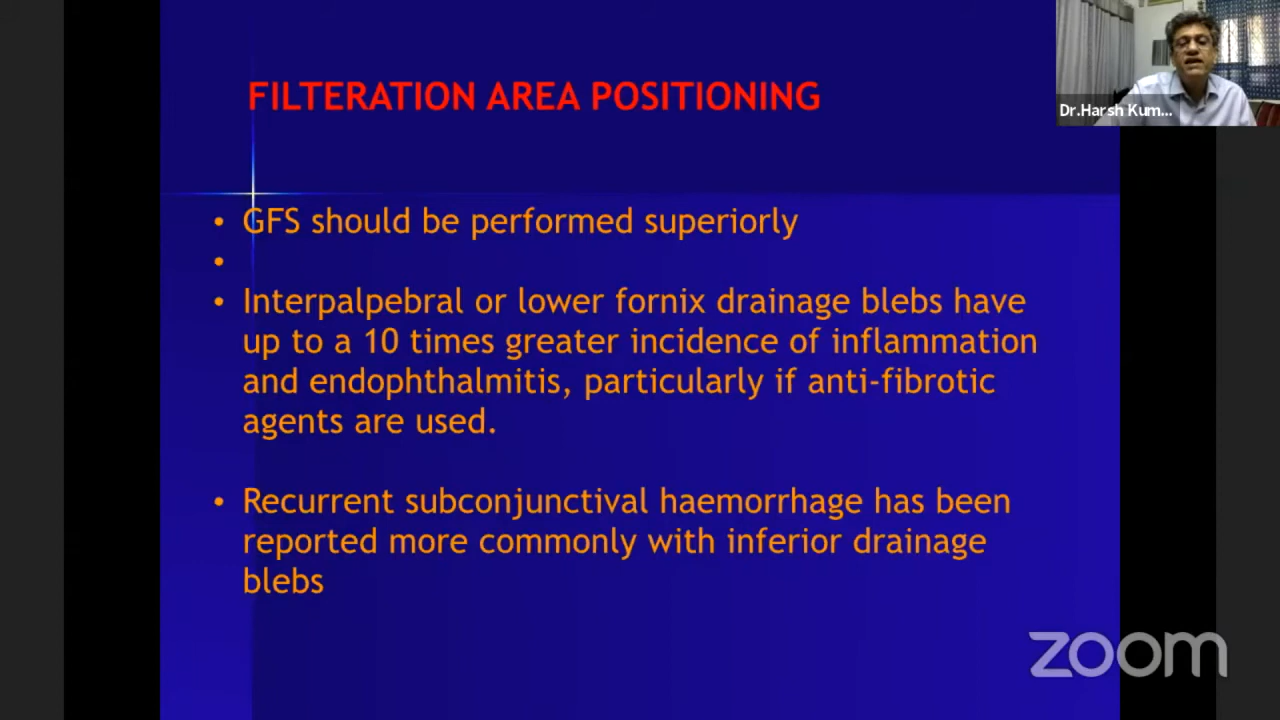 FILTERATION AREA POSITIONING
Dr.Harsh Kum...
• GFS should be performed superiorly
•
• Interpalpebral or lower fornix drainage blebs have
up to a 10 times greater incidence of inflammation
and endophthalmitis, particularly if anti-fibrotic
agents are used.
• Recurrent subconjunctival haemorrhage has been
reported more commonly with inferior drainage
blebs
zoom